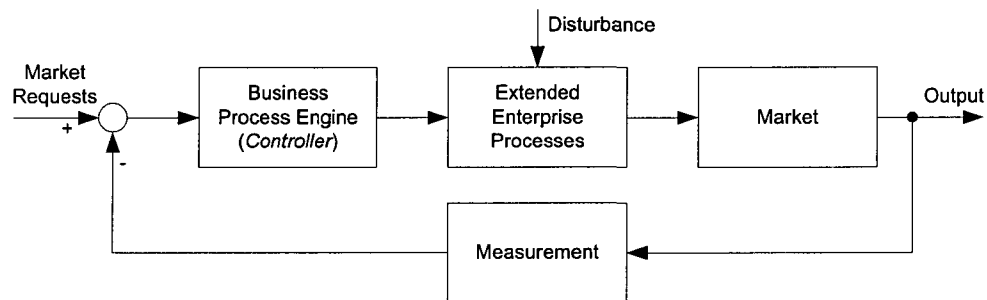 Disturbance
Market
Requests
+
-
Business
Process Engine
(Controller)
Extended
Enterprise
Processes
Market
Output
Measurement